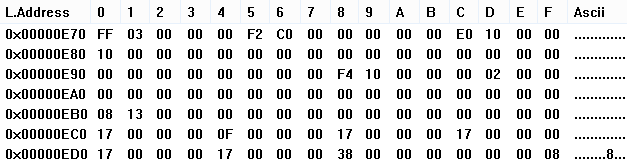 L.Address 0 1 2 3 4 5 6 7 8 9 A B C D E F Ascii
0x00000E70 FF 03 00 00 00 F2 C0 00 00 00 00 00 E0 10 00 00 .............
0x00000E80 10 00 00 00 00 00 00 00 00 00 00 00 00 00 00 00 .............
0x00000E90 00 00 00 00 00 00 00 00 F4 10 00 00 00 02 00 00 .............
0x00000EA0 00 00 00 00 00 00 00 00 00 00 00 00 00 00 00 00 .............
0x00000EB0 08 13 00 00 00 00 00 00 00 00 00 00 00 00 00 00 .............
0x00000EC0 17 00 00 00 0F 00 00 00 17 00 00 00 17 00 00 00 .............
0x00000ED0 17 00 00 00 17 00 00 00 38 00 00 00 00 00 00 08 ........8...